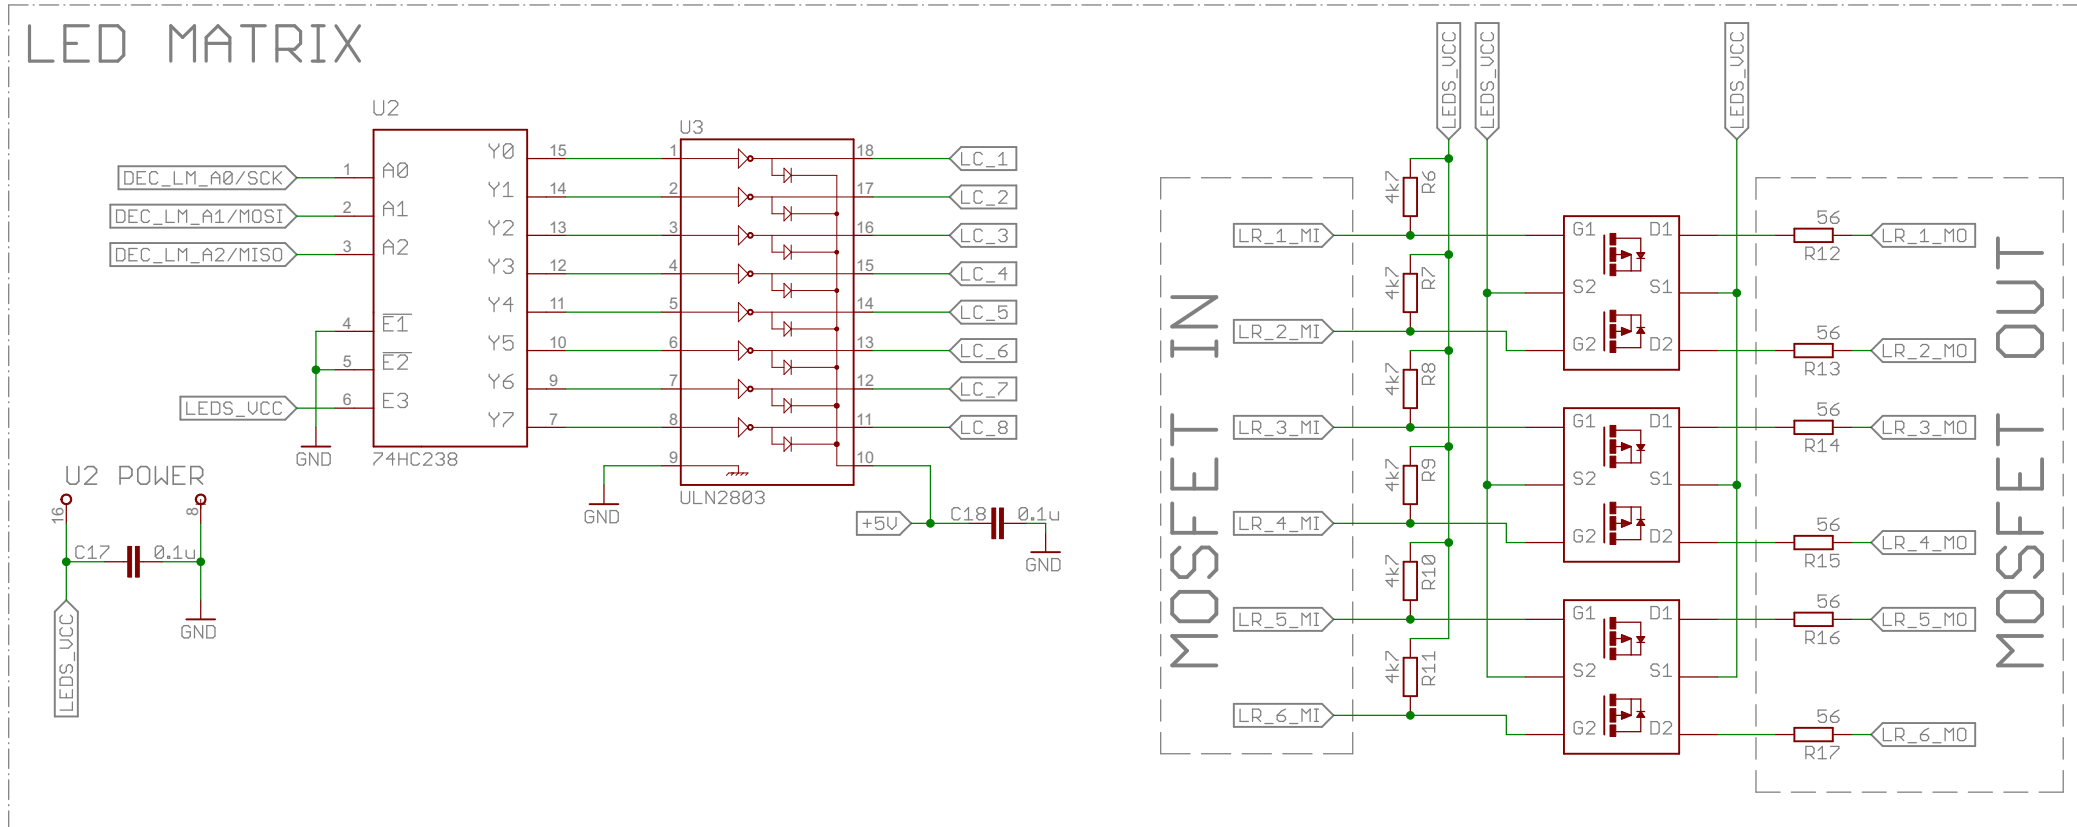 LED MATRIX
U2
DEC_LM_A0/SCK
1
A0
DEC_LM_A1/MOSI
2
A1
DEC_LM_A2/MISO
3
A2
4
E1
5
E2
LEDS_VCC
6
E3
GND
74HC238
Y0
15
Y1
14
Y2
13
Y3
12
Y4
11
Y5
10
Y6
9
Y7
7
U3
1
18
LC_1
2
17
LC_2
3
16
LC_3
4
15
LC_4
5
14
LC_5
6
13
LC_6
7
12
LC_7
8
11
LC_8
9
10
GND
ULN2803
+5V
C18
0.1u
GND
U2 POWER
16
8
C17
0.1u
LEDS_VCC
GND
LEDS_VCC
LEDS_VCC
LEDS_VCC
MOSFET IN
LR_1_MI
LR_2_MI
LR_3_MI
LR_4_MI
LR_5_MI
LR_6_MI
4k7
R6
4k7
R7
4k7
R8
4k7
R9
4k7
R10
4k7
R11
G1
D1
S2
S1
G2
D2
G1
D1
S2
S1
G2
D2
G1
D1
S2
S1
G2
D2
56
R12
LR_1_MO
56
R13
LR_2_MO
56
R14
LR_3_MO
56
R15
LR_4_MO
56
R16
LR_5_MO
56
R17
LR_6_MO
MOSFET OUT